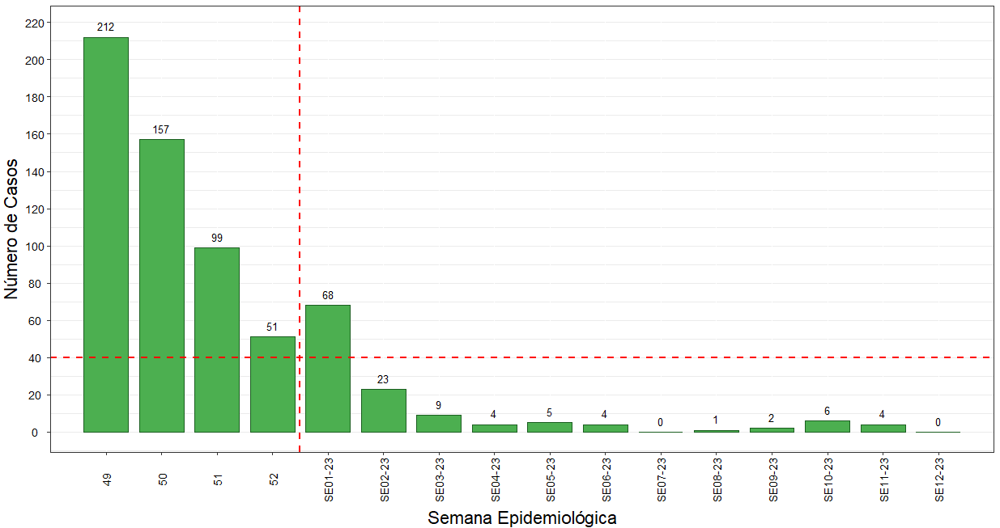 Número de Casos
220
200
180
160
140
120
100
80
60
40
20
0
212
157
99
51
68
23
9
4
5
4
0
1
2
6
4
0
49
50
51
52
SE01-23
SE02-23
SE03-23
SE04-23
SE05-23
SE06-23
SE07-23
SE08-23
SE09-23
SE10-23
SE11-23
SE12-23
Semana Epidemiológica